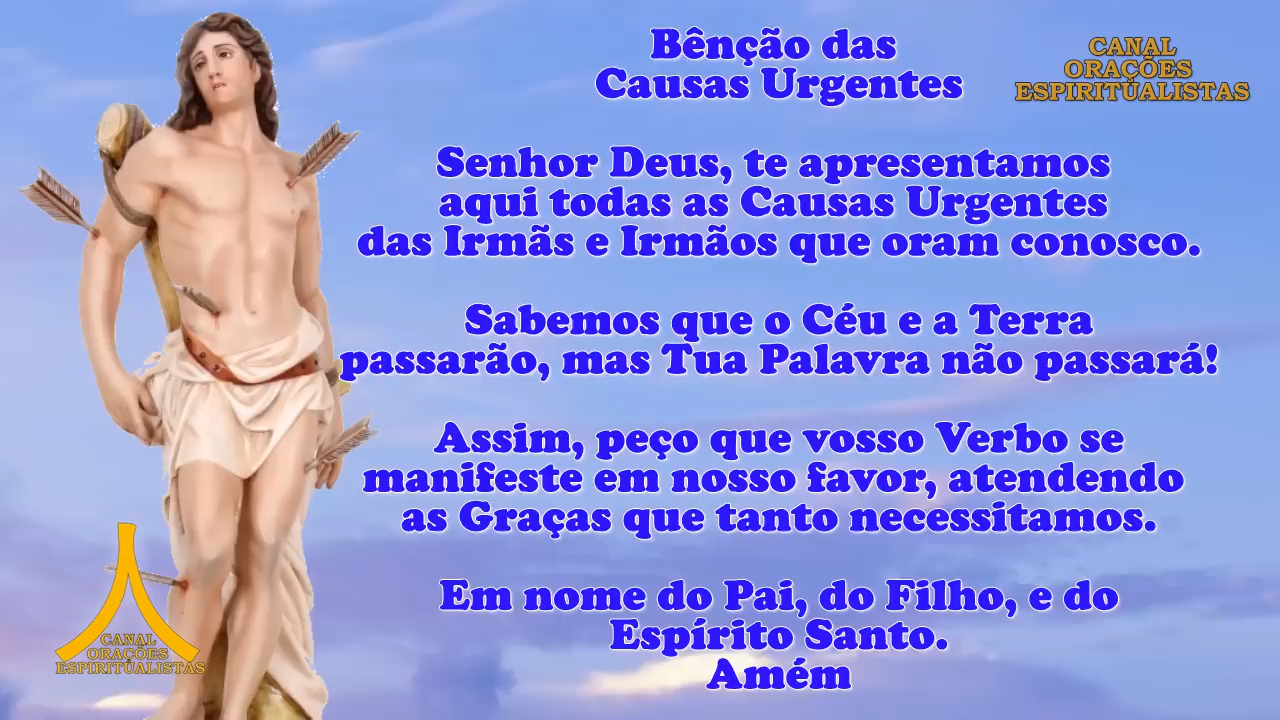 Bênção das
Causas Urgentes
CANAL
ORAÇÕES
ESPIRITUALISTAS
Senhor Deus, te apresentamos
aqui todas as Causas Urgentes
das Irmãs e Irmãos que oram conosco.
Sabemos que o Céu e a Terra
passarão, mas Tua Palavra não passará!
Assim, peço que vosso Verbo se
manifeste em nosso favor, atendendo
as Graças que tanto necessitamos.
Em nome do Pai, do Filho, e do
Espírito Santo.
Amém
CANAL
ORAÇÕES
ESPIRITUALISTAS